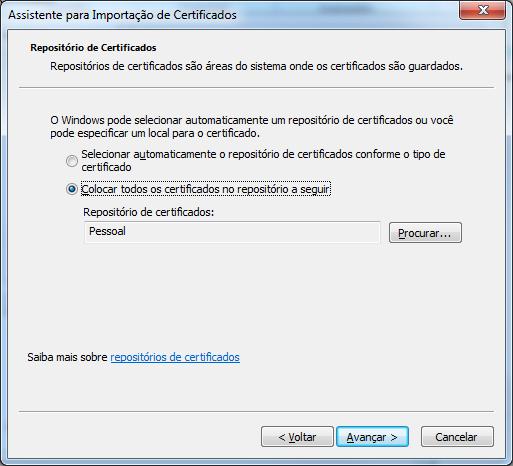 Assistente para Importação de Certificados
Repositório de Certificados
Repositórios de certificados são áreas do sistema onde os certificados são guardados.
O Windows pode selecionar automaticamente um repositório de certificados ou você
pode especificar um local para o certificado.
Selecionar automaticamente o repositório de certificados conforme o tipo de
certificado
Colocar todos os certificados no repositório a seguir
Repositório de certificados:
Pessoal
Procurar...
Saiba mais sobre repositórios de certificados
< Voltar
Avançar >
Cancelar